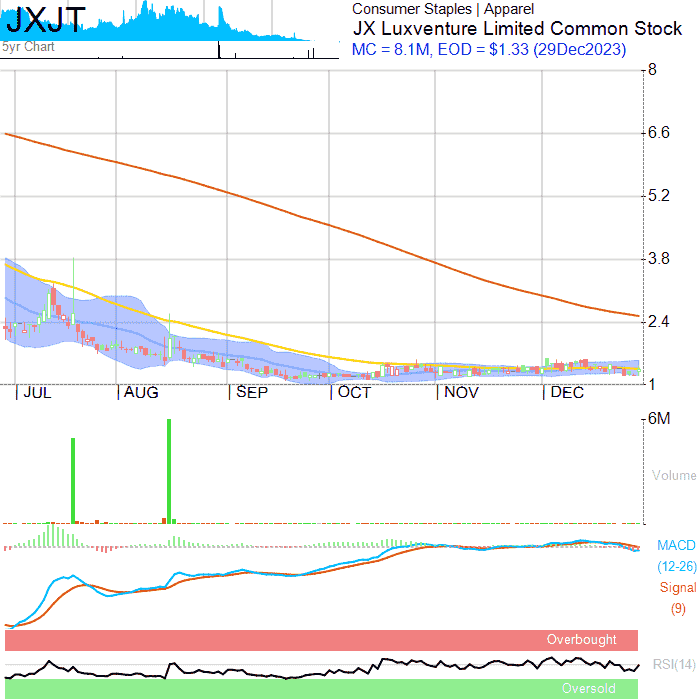 JXJT
5yr Chart
Consumer Staples | Apparel
JX Luxventure Limited Common Stock
MC = 8.1M, EOD = $1.33 (29Dec2023)
8
6.6
5.2
3.8
2.4
1
JUL
AUG
SEP
OCT
NOV
DEC
6M
Volume
MACD
(12-26)
Signal
(9)
Overbought
RSI(14)
Oversold